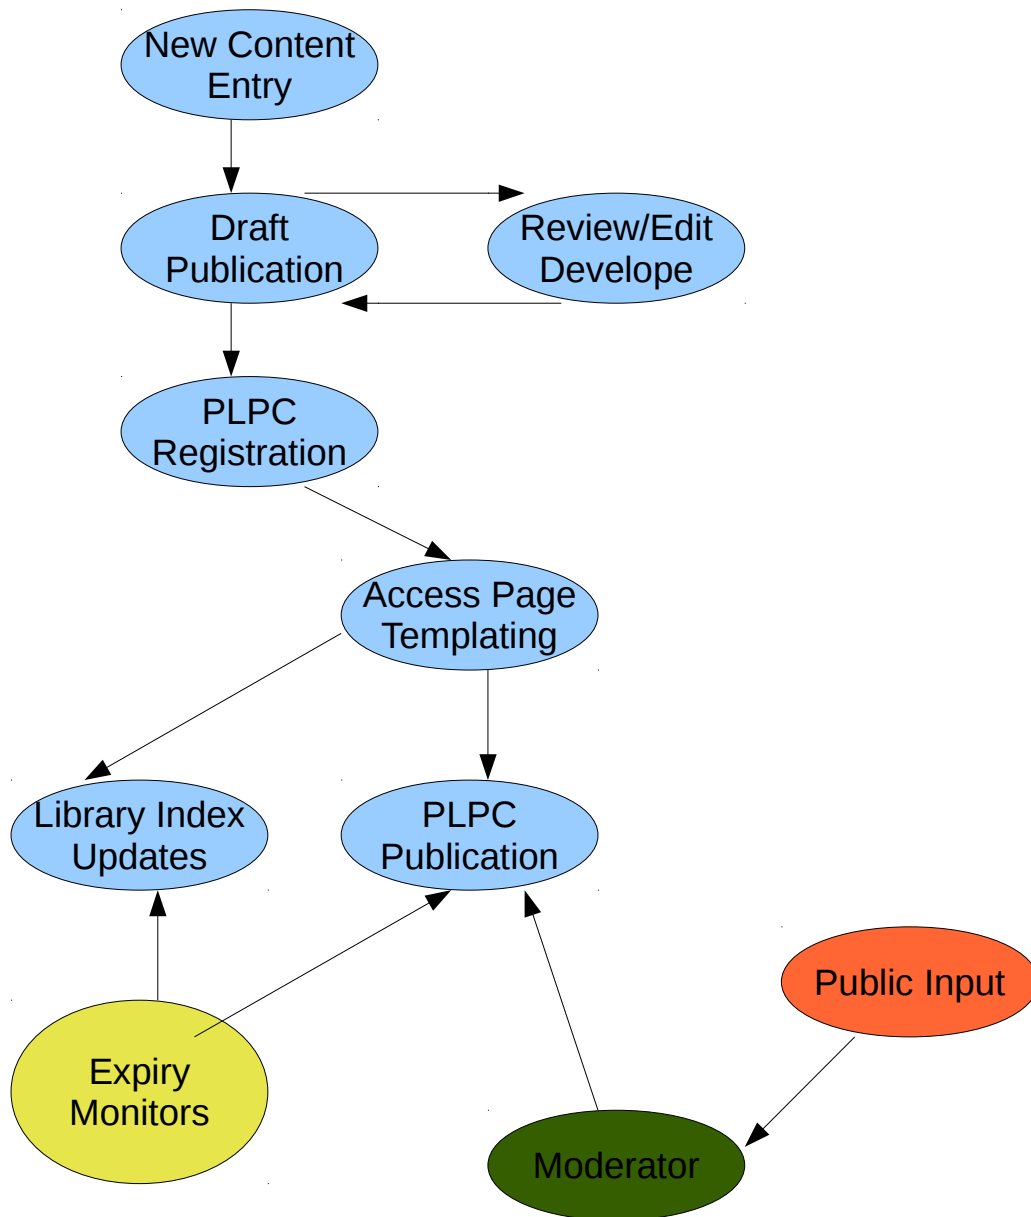 New Content
Entry
Draft
Publication
Review/Edit
Develope
PLPC
Registration
Access Page
Templating
Library Index
Updates
PLPC
Publication
Public Input
Expiry
Monitors
Moderator